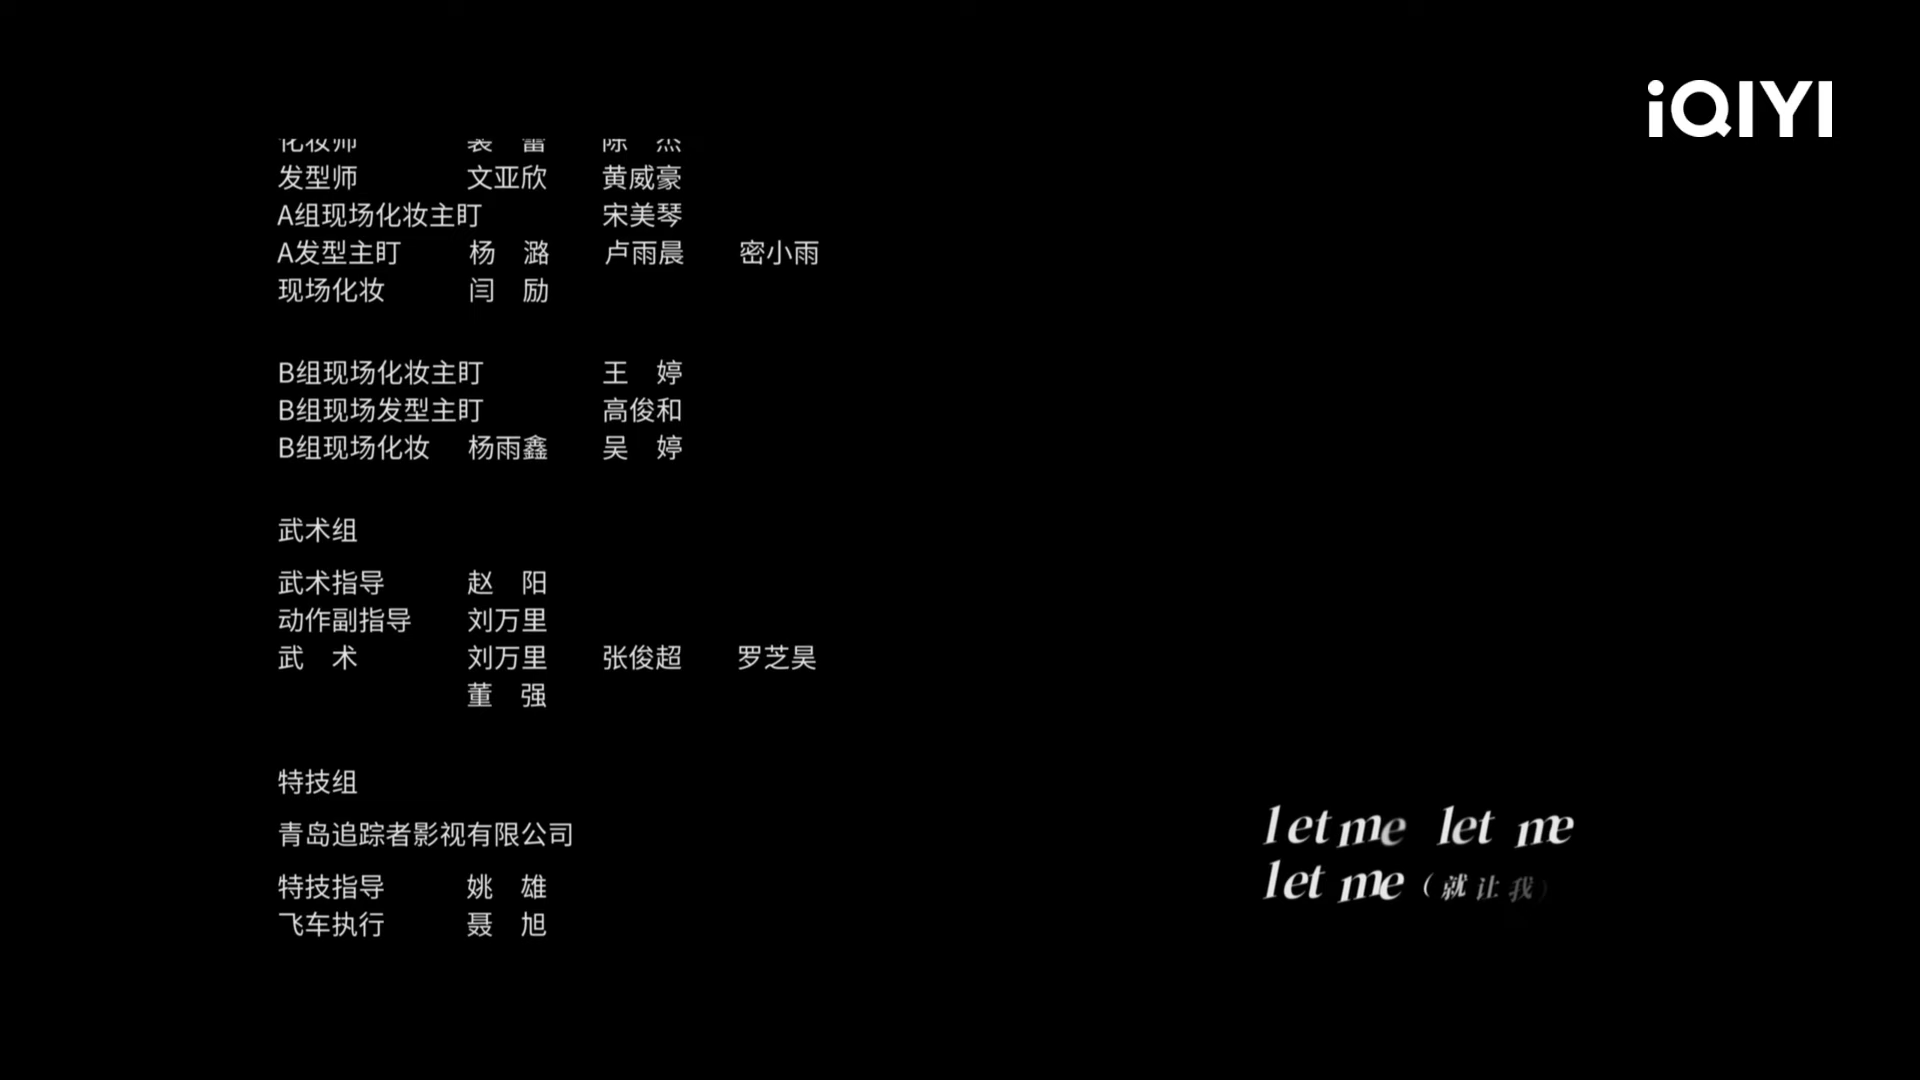 iQIYI
化妆师 裴 蕾 陈 杰
发型师 文亚欣 黄威豪
A组现场化妆主盯 宋美琴
A发型主盯 杨 潞 卢雨晨 密小雨
现场化妆 闫 励
B组现场化妆主盯 王 婷
B组现场发型主盯 高俊和
B组现场化妆 杨雨鑫 吴 婷
武术组
武术指导 赵 阳
动作副指导 刘万里
武 术 刘万里 张俊超 罗芝昊
董 强
特技组
青岛追踪者影视有限公司
特技指导 姚 雄
飞车执行 聂 旭
let me let me
let me（就让我）